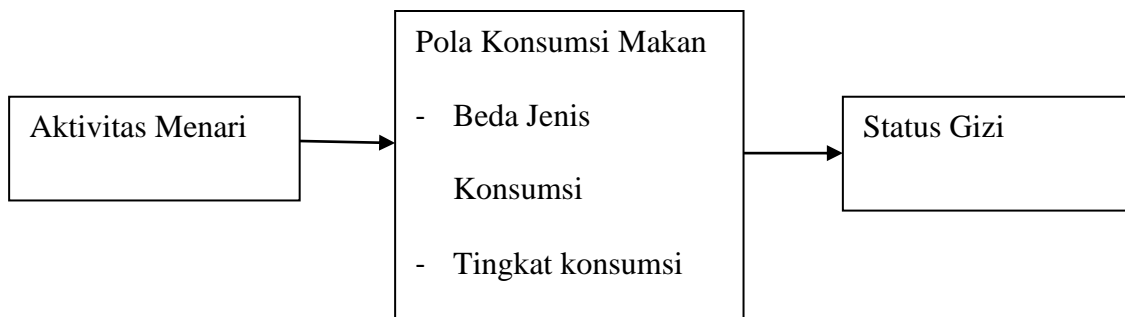 Aktivitas Menari
Pola Konsumsi Makan
- Beda Jenis
Konsumsi
- Tingkat konsumsi
Status Gizi